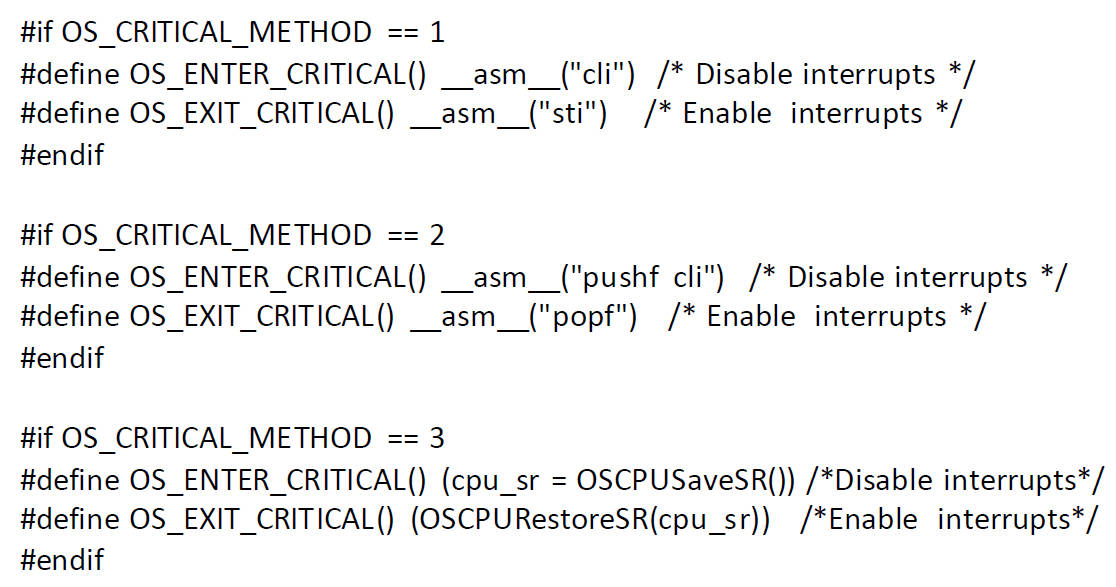 #if OS_CRITICAL_METHOD == 1
#define OS_ENTER_CRITICAL() __asm__("cli") /* Disable interrupts */
#define OS_EXIT_CRITICAL() __asm__("sti") /* Enable interrupts */
#endif
#if OS_CRITICAL_METHOD == 2
#define OS_ENTER_CRITICAL() __asm__("pushf cli") /* Disable interrupts */
#define OS_EXIT_CRITICAL() __asm__("popf") /* Enable interrupts */
#endif
#if OS_CRITICAL_METHOD == 3
#define OS_ENTER_CRITICAL() (cpu_sr = OSCPUSaveSR()) /*Disable interrupts*/
#define OS_EXIT_CRITICAL() (OSCPURestoreSR(cpu_sr)) /*Enable interrupts*/
#endif